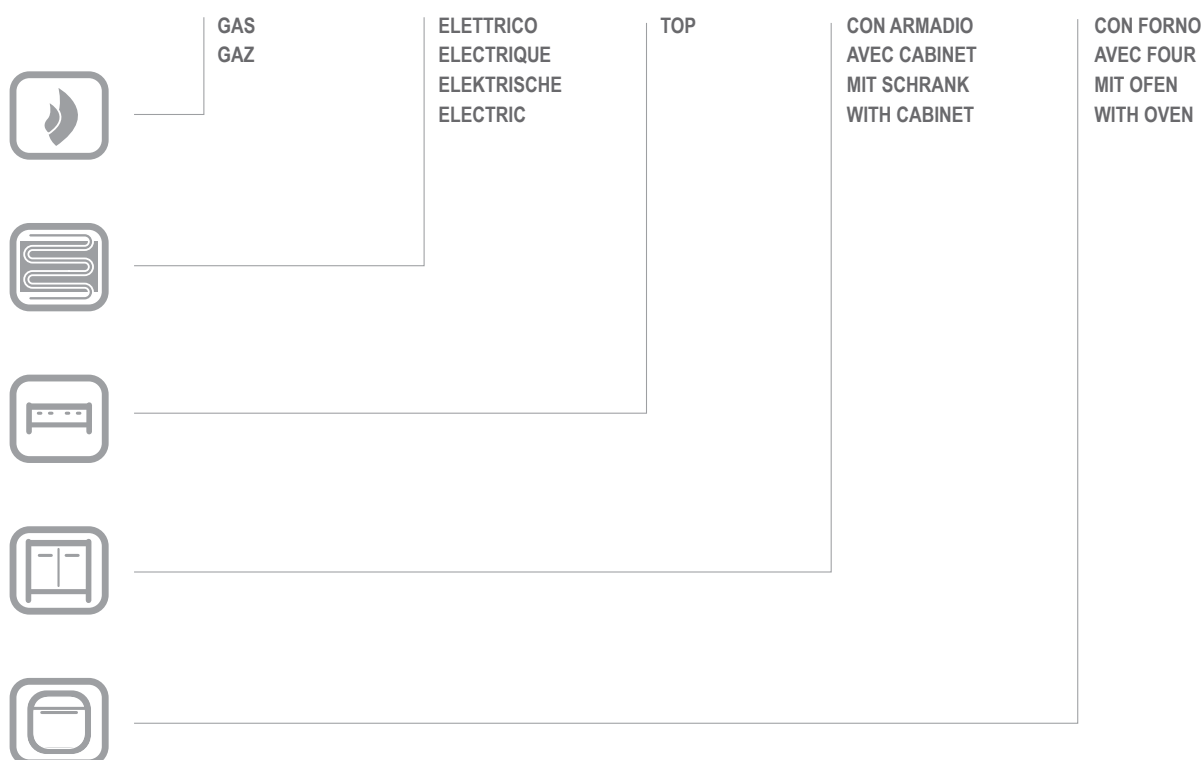 GAS
GAZ
ELETTRICO
ELECTRIQUE
ELEKTRISCHE
ELECTRIC
TOP
CON ARMADIO
AVEC CABINET
MIT SCHRANK
WITH CABINET
CON FORNO
AVEC FOUR
MIT OFEN
WITH OVEN